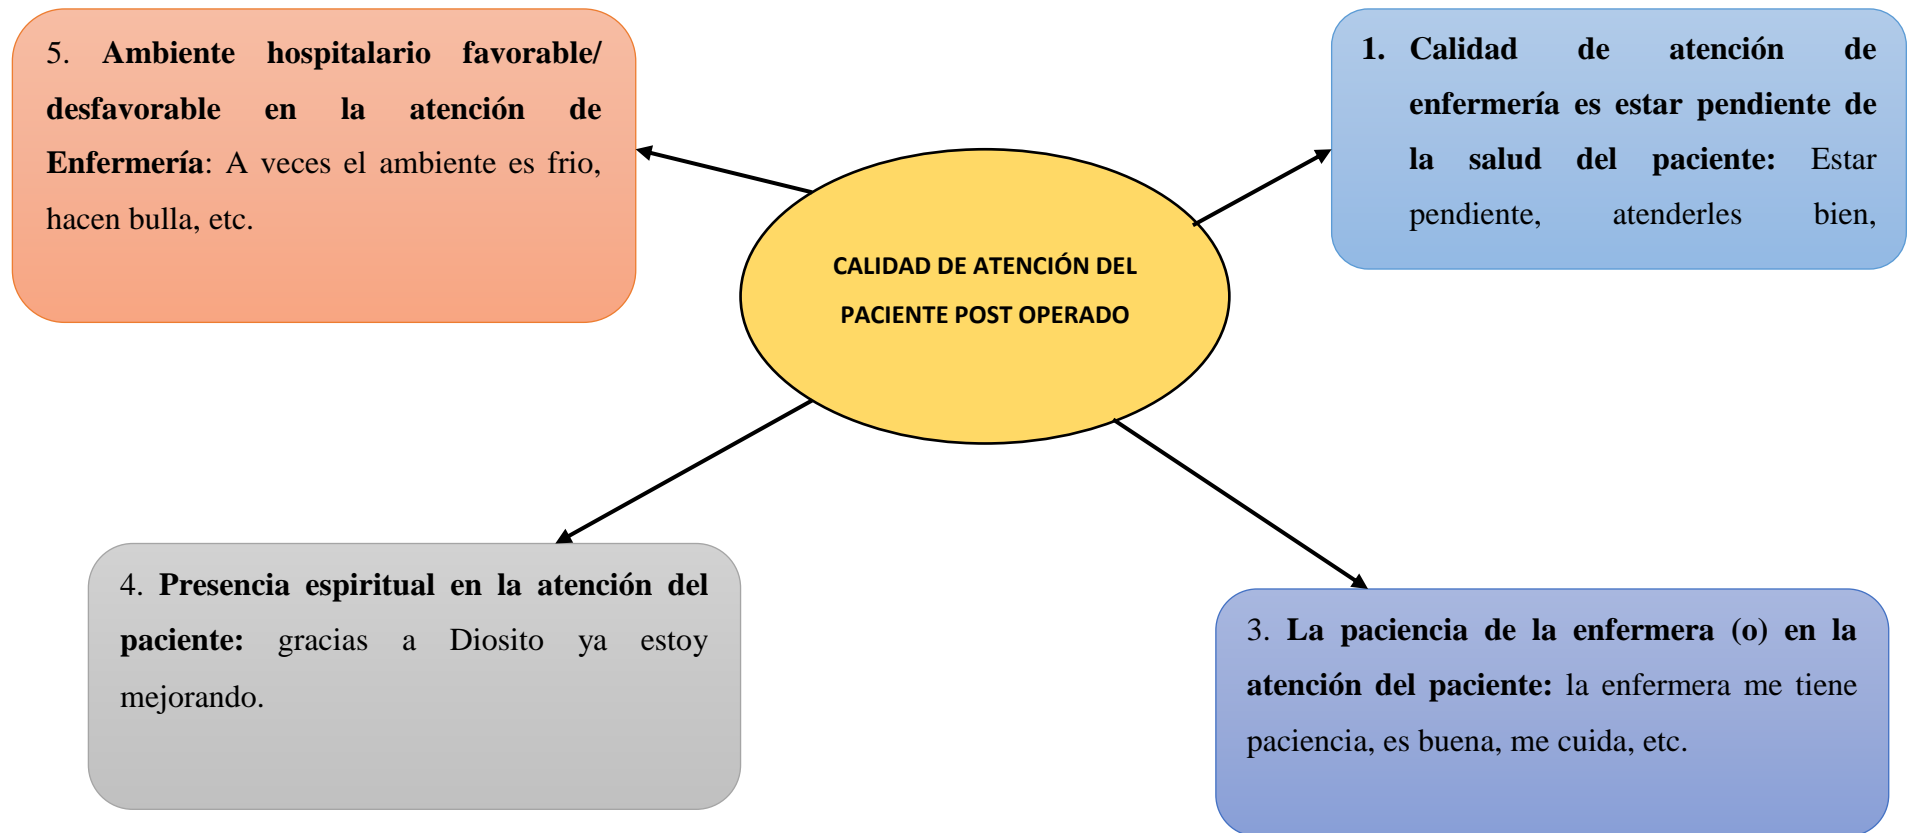 5. Ambiente hospitalario favorable/
desfavorable en la atención de
Enfermería: A veces el ambiente es frio,
hacen bulla, etc.
1. Calidad de atención de
enfermería es estar pendiente de
la salud del paciente: Estar
pendiente, atenderles bien,
CALIDAD DE ATENCIÓN DEL
PACIENTE POST OPERADO
4. Presencia espiritual en la atención del
paciente: gracias a Diosito ya estoy
mejorando.
3. La paciencia de la enfermera (o) en la
atención del paciente: la enfermera me tiene
paciencia, es buena, me cuida, etc.